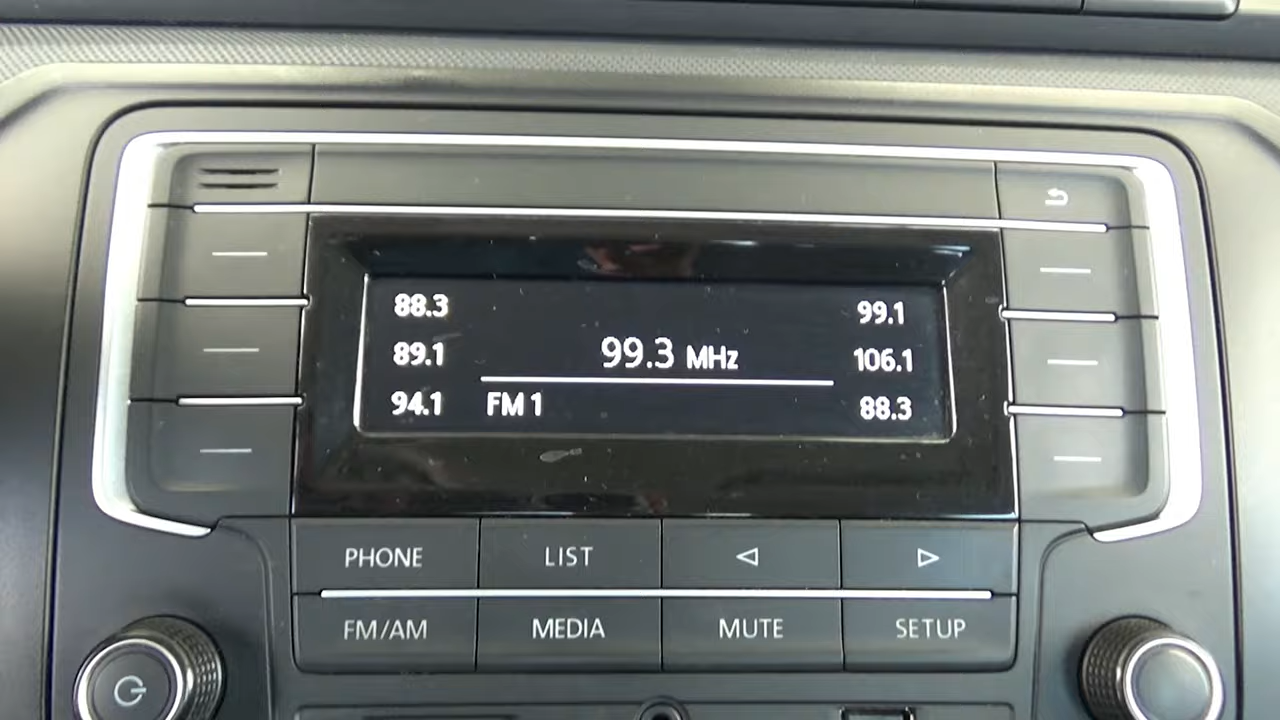 88.3 99.1
99.3 MHz
89.1 106.1
94.1 FM 1 88.3
PHONE LIST
FM/AM MEDIA MUTE SETUP